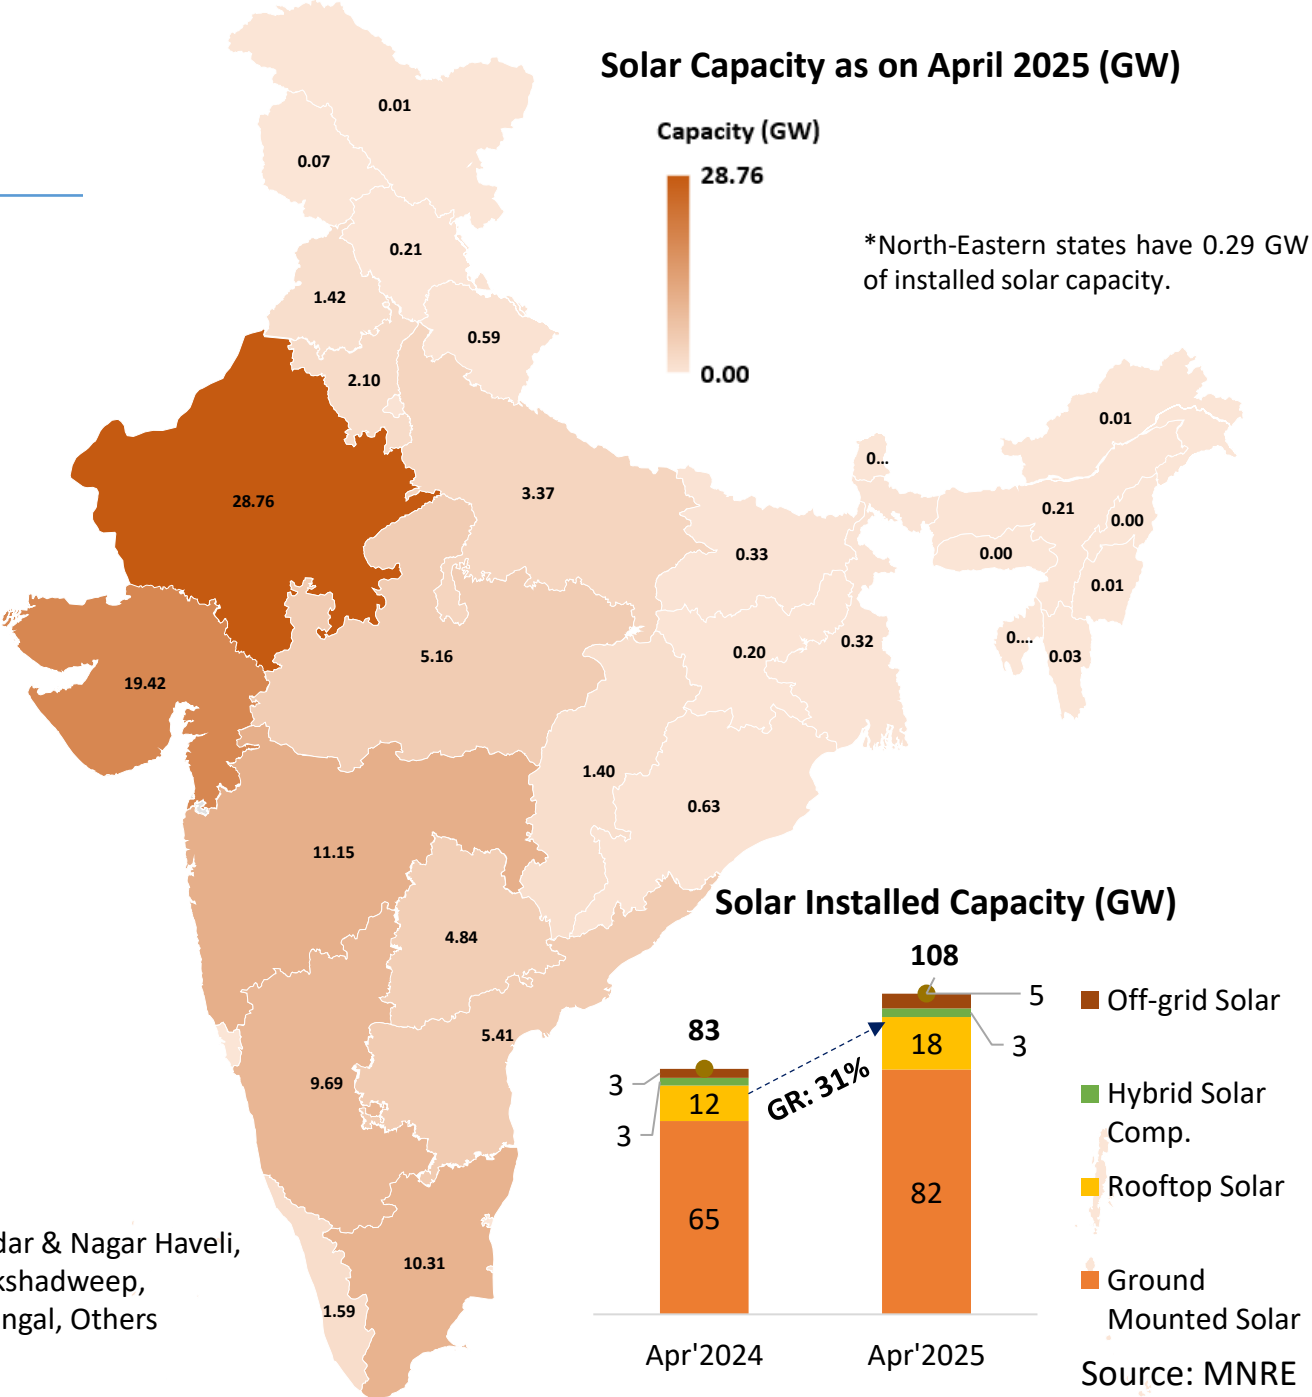 Solar Capacity as on April 2025 (GW)
Capacity (GW)
28.76
0.00
*North-Eastern states have 0.29 GW
of installed solar capacity.
0.01
0.07
0.21
1.42
0.59
2.10
28.76
3.37
0.33
0...
0.01
0.21
0.00
0.00
0.01
0....
0.03
0.32
0.20
5.16
19.42
1.40
0.63
11.15
4.84
5.41
9.69
10.31
1.59
Solar Installed Capacity (GW)
83
108
3
3
12
65
GR: 31%
5
3
18
82
Apr'2024
Apr'2025
Off-grid Solar
Hybrid Solar
Comp.
Rooftop Solar
Ground
Mounted Solar
Source: MNRE
dar & Nagar Haveli,
kshadweep,
ngal, Others